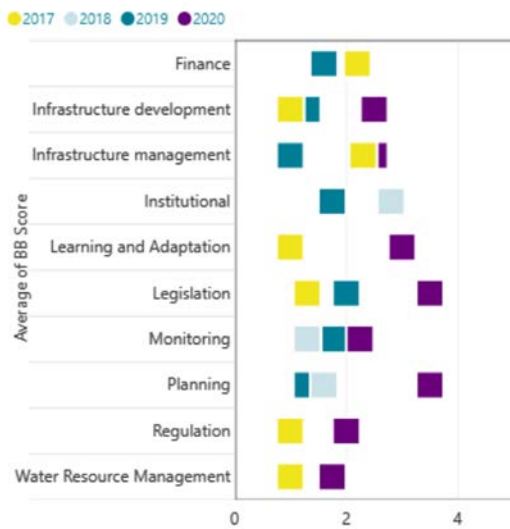 2017 2018 2019 2020
Finance
Infrastructure development
Infrastructure management
Institutional
Learning and Adaptation
Legislation
Monitoring
Planning
Regulation
Water Resource Management
Average of BB Score
0 2 4